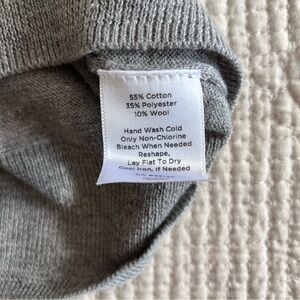 55% Cotton
35% Polyester
10% Wool
Hand Wash Cold
Only Non-Chlorine
Bleach When Needed
Reshape,
Lay Flat To Dry
Cool Iron, If Needed